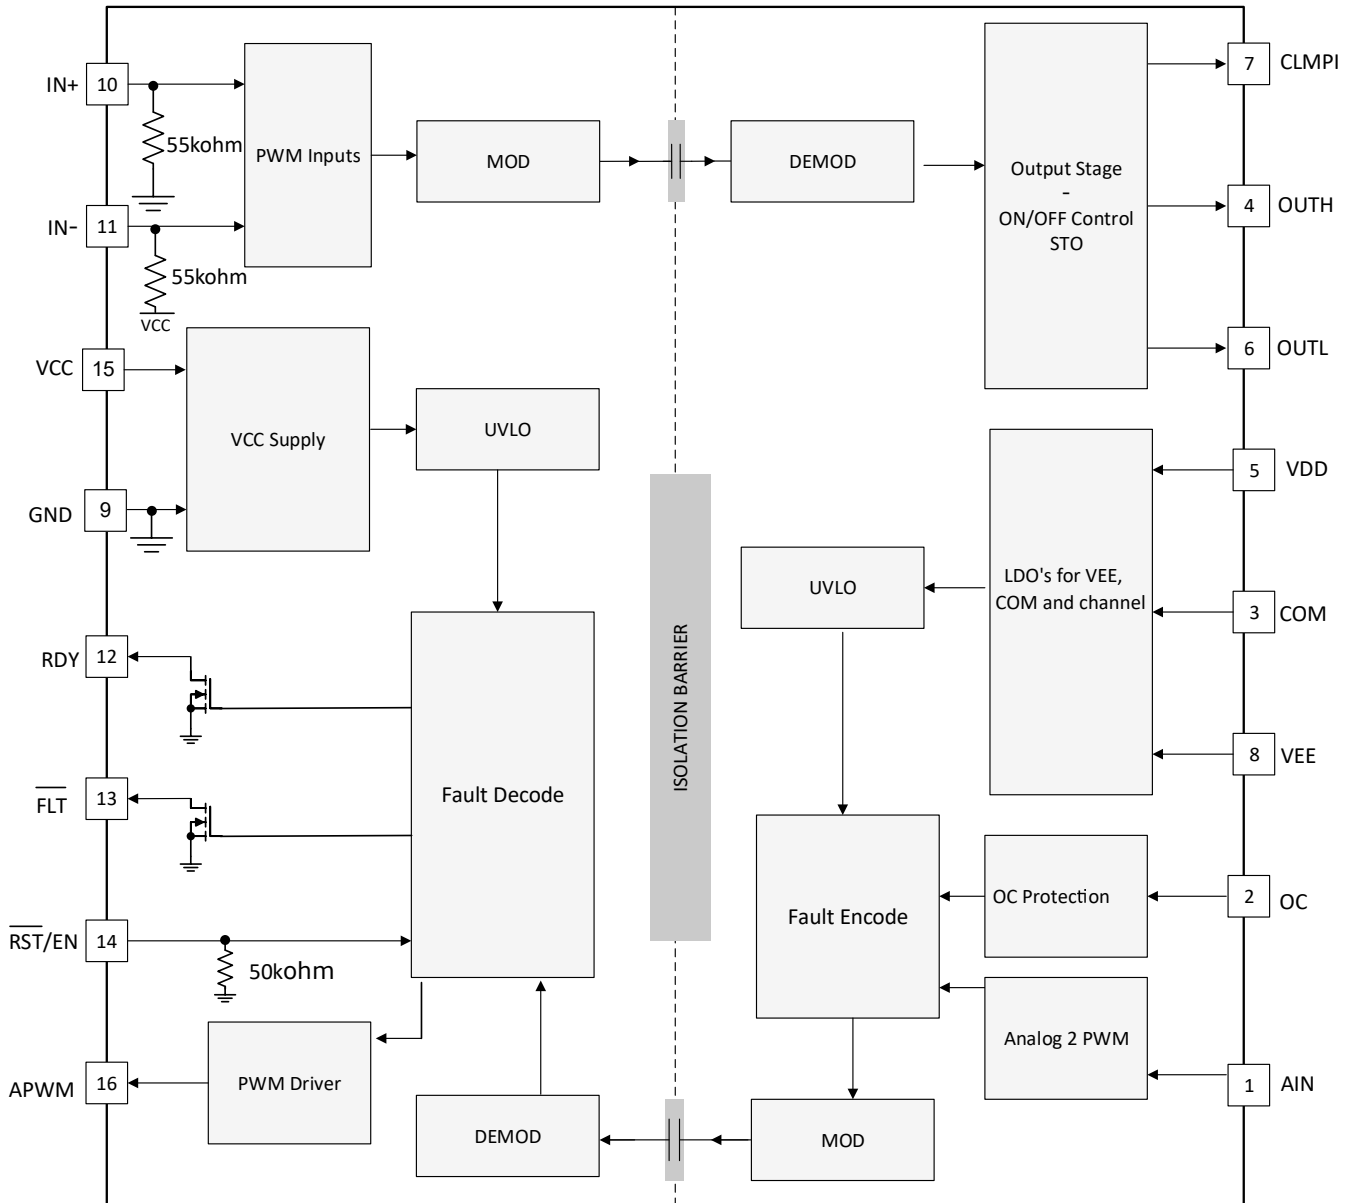 IN+
10
55kohm
IN-
11
55kohm
VCC
PWM Inputs
MOD
DEMOD
Output Stage
-
ON/OFF Control
STO
7
CLMPI
4
OUTH
6
OUTL
VCC
15
GND
9
VCC Supply
UVLO
ISOLATION BARRIER
UVLO
LDO's for VEE,
COM and channel
5
VDD
3
COM
8
VEE
RDY
12
FLT
13
RST/EN
14
50kohm
Fault Decode
Fault Encode
OC Protection
2
OC
Analog 2 PWM
1
AIN
APWM
16
PWM Driver
DEMOD
MOD